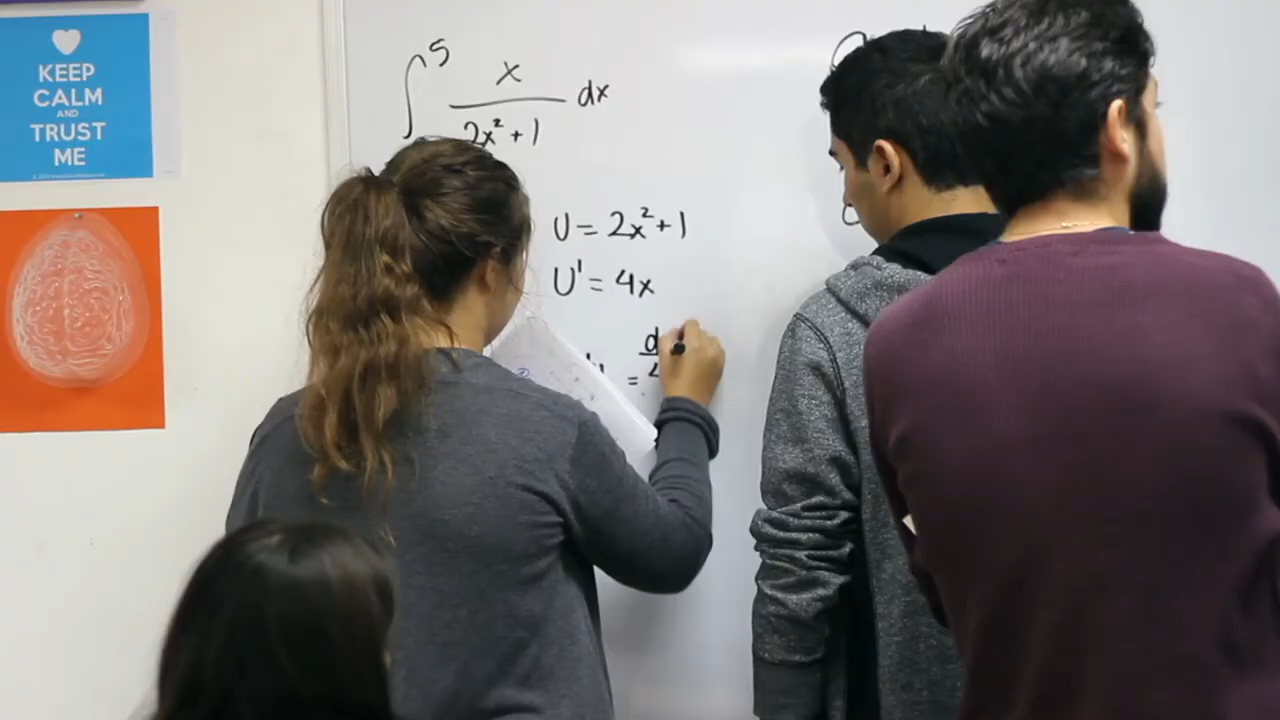 KEEP
CALM
AND
TRUST
ME
∫⁵ x / 2x² + 1 dx
U = 2x² + 1
U' = 4x
=